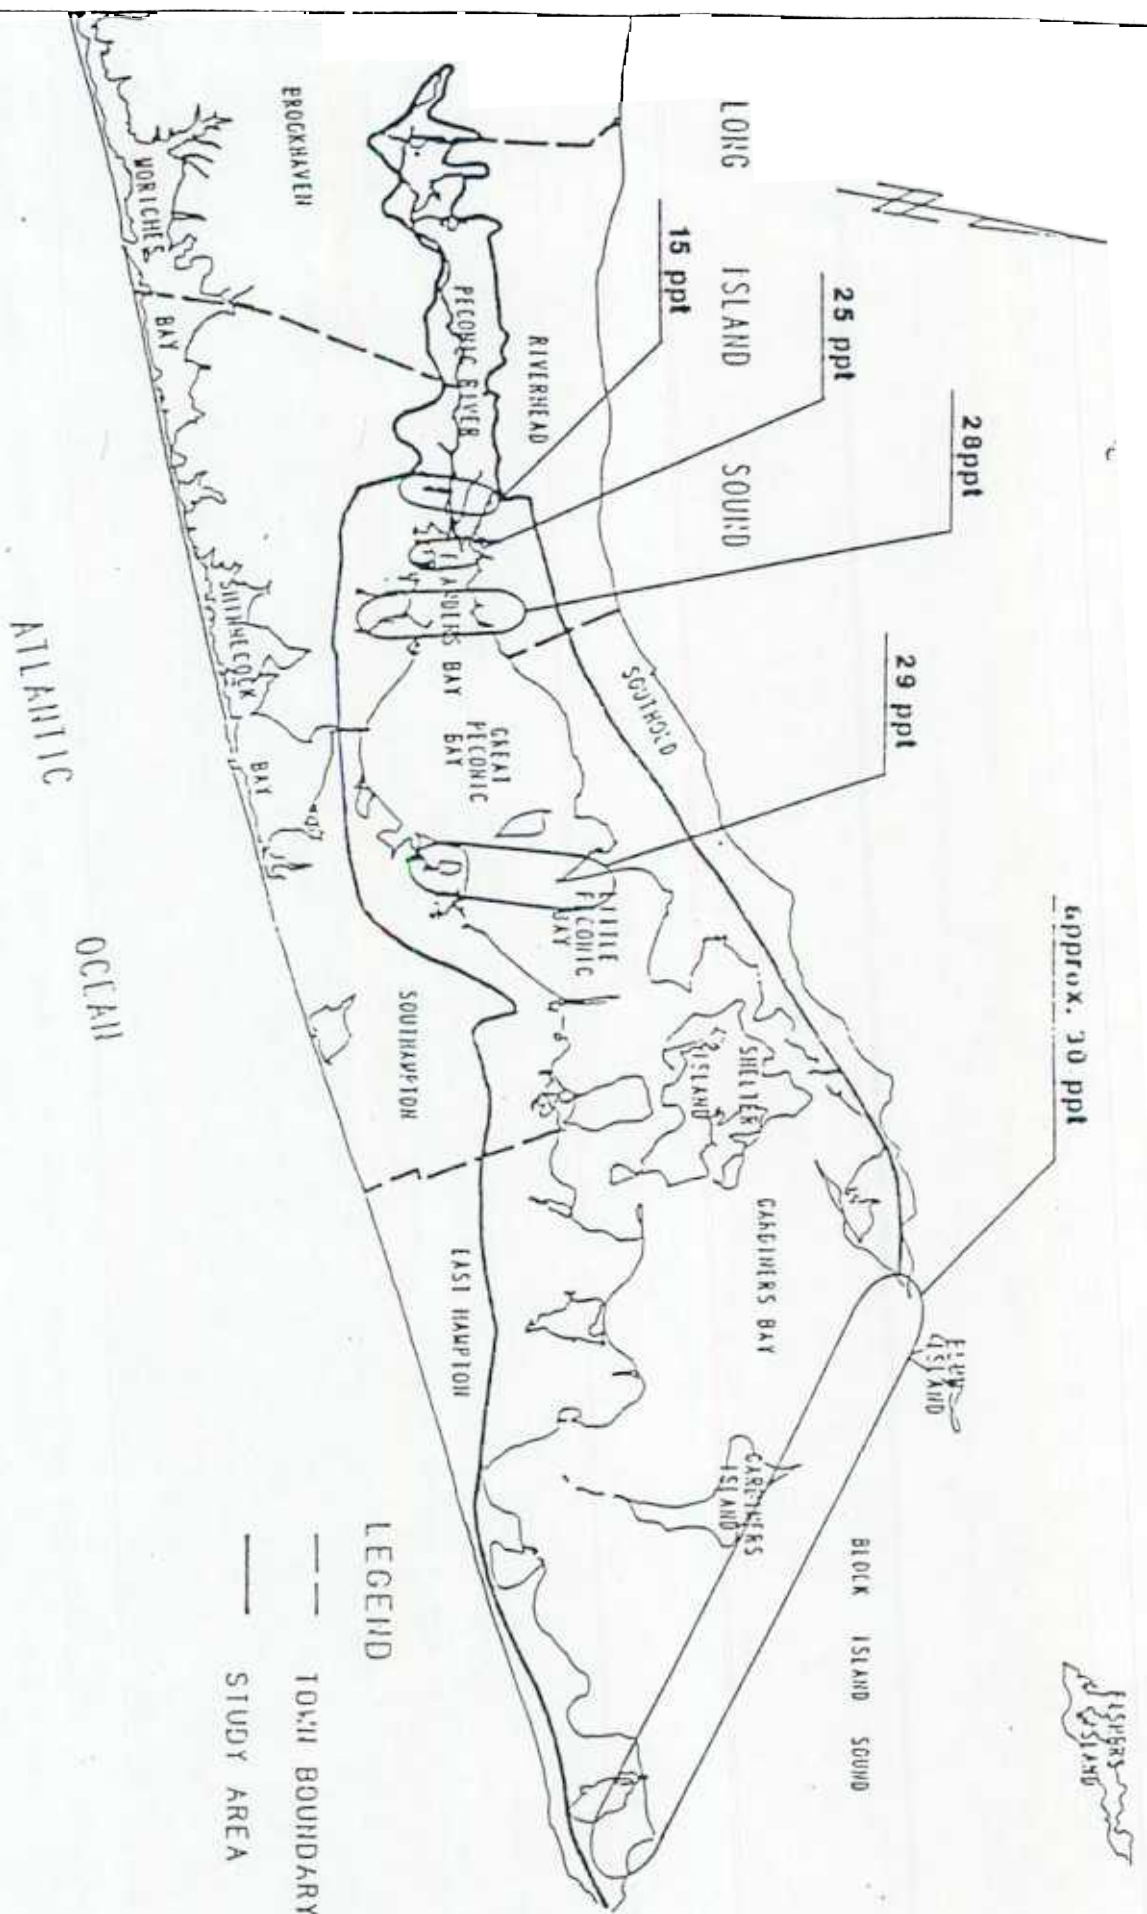 LONG ISLAND SOUND
15 ppt
25 ppt
28ppt
29 ppt
approx. 30 ppt
BROOKHAVEN
MORICHES BAY
PECONIC RIVER
RIVERHEAD
FLANDERS BAY
GREAT
PECONIC
BAY
SOUTHOLD
SHINNECOCK
BAY
LITTLE
PECONIC
BAY
SOUTHAMPTON
SHELTER
ISLAND
GARDINERS BAY
EAST HAMPTON
PLUM
ISLAND
GARDINERS
ISLAND
BLOCK ISLAND SOUND
FISHERS
ISLAND
ATLANTIC OCEAN
LEGEND
TOWN BOUNDARY
STUDY AREA